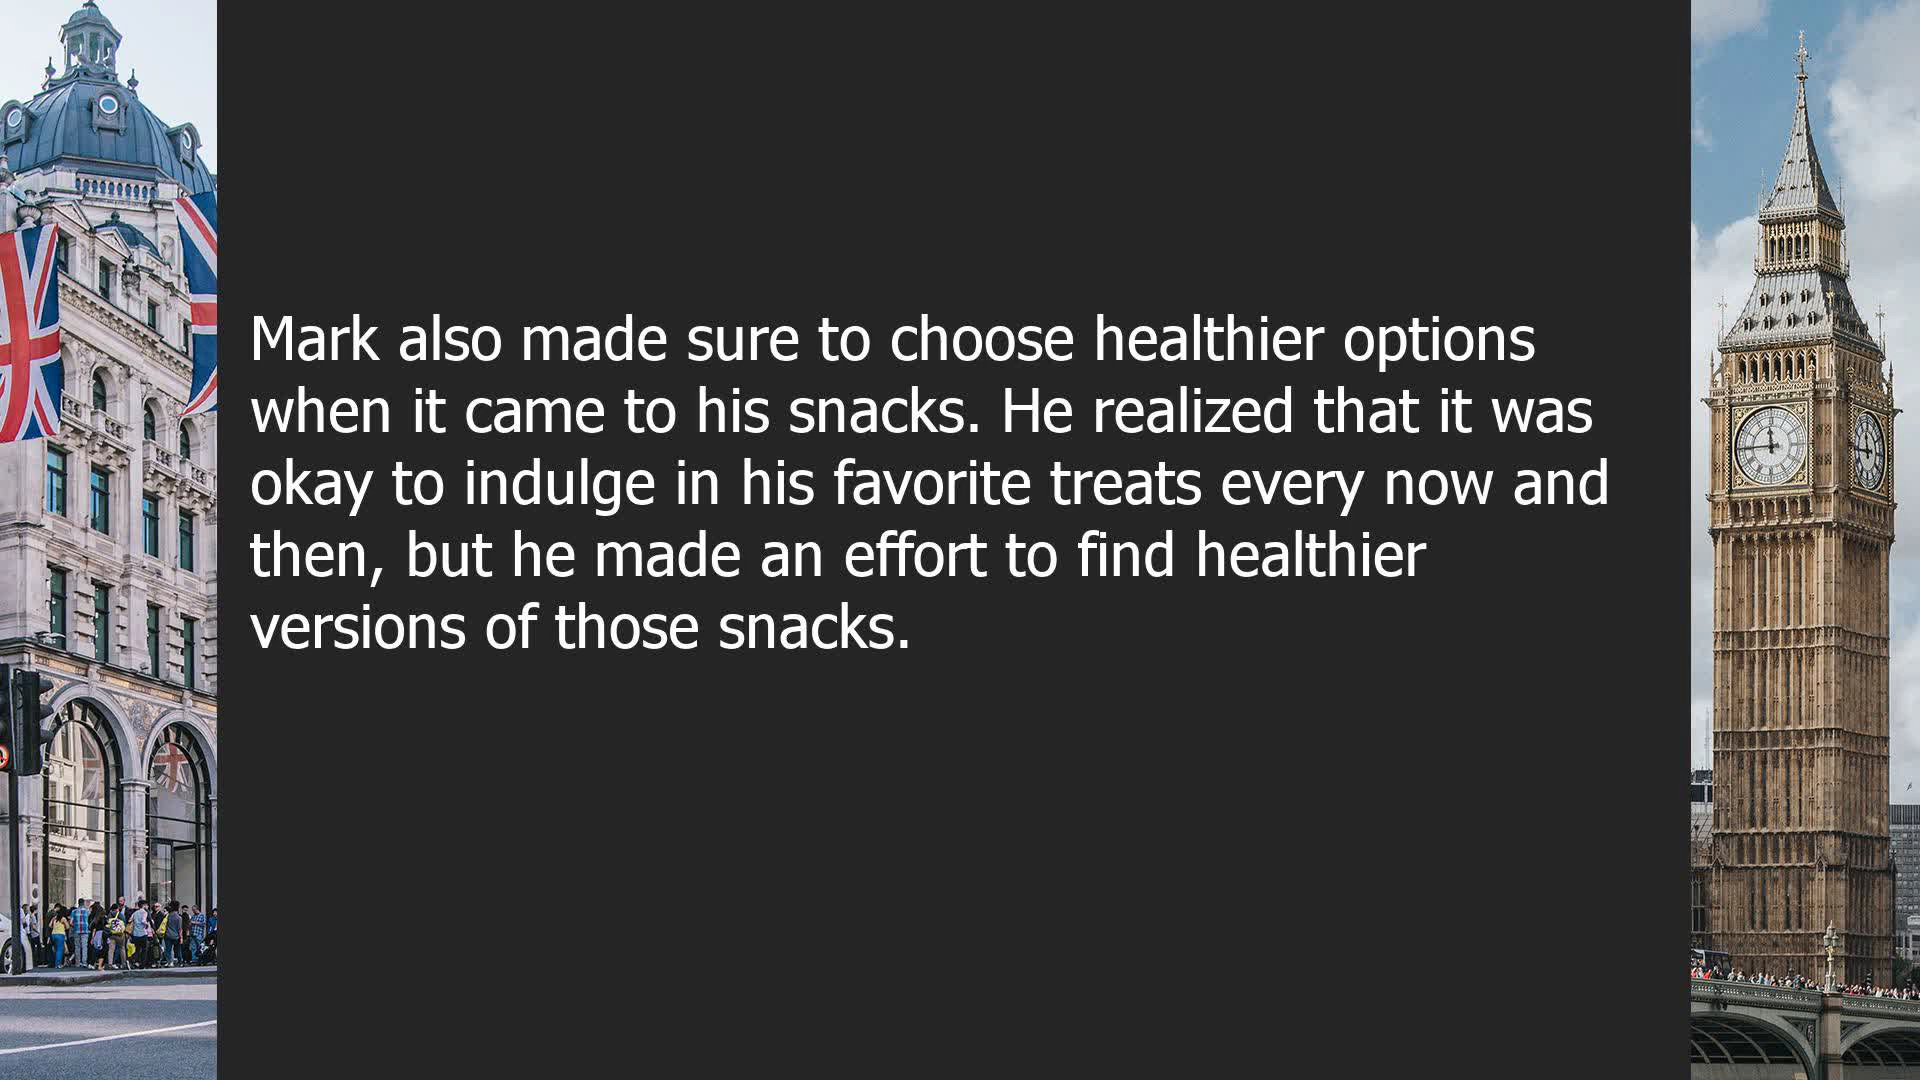 Mark also made sure to choose healthier options
when it came to his snacks. He realized that it was
okay to indulge in his favorite treats every now and
then, but he made an effort to find healthier
versions of those snacks.